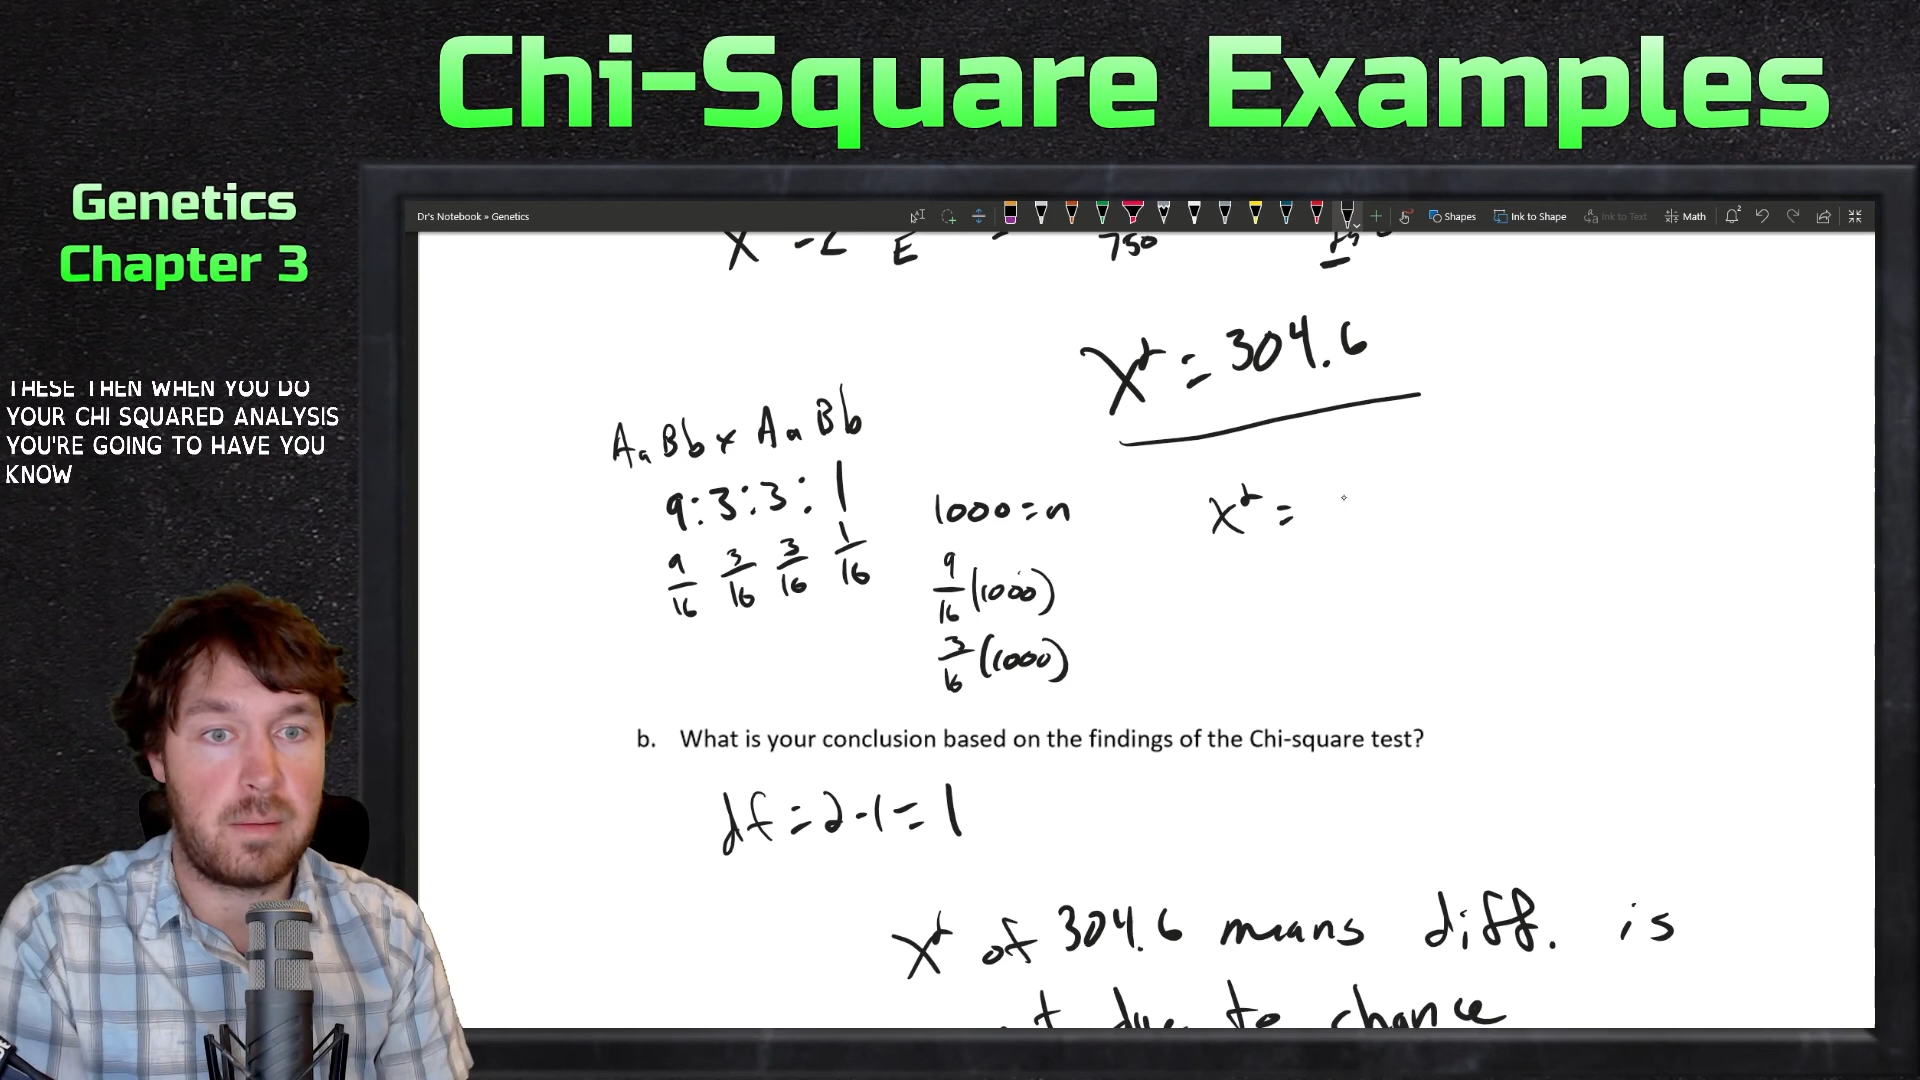 Chi-Square Examples
Genetics
Chapter 3
Dr's Notebook » Genetics
Shapes
Ink to Shape
Ink to Text
Math
THESE THEN WHEN YOU DO
YOUR CHI SQUARED ANALYSIS
YOU'RE GOING TO HAVE YOU
KNOW
E
750
X² = 304.6
AaBb x AaBb
9:3:3:1
9/16 3/16 3/16 1/16
1000 = n
9/16 (1000)
3/16 (1000)
X² =
b. What is your conclusion based on the findings of the Chi-square test?
df = 2-1 = 1
X² of 304.6 means diff. is
due to chance